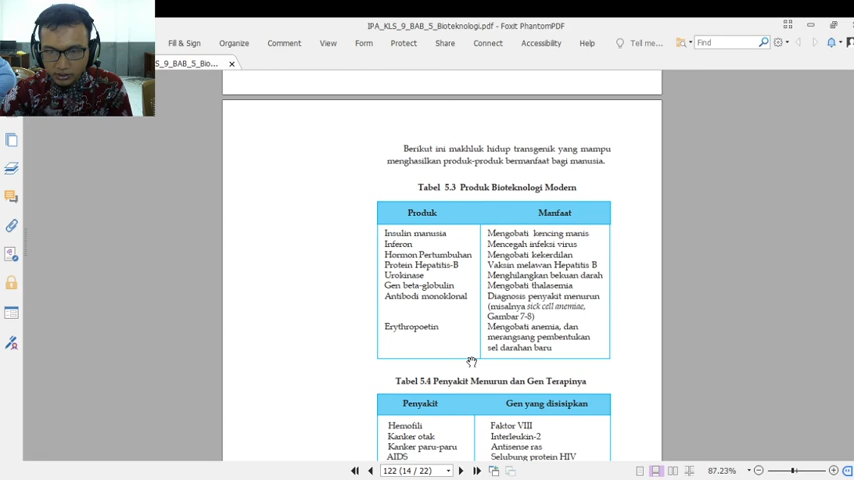 IPA_KLS_9_BAB_5_Bioteknologi.pdf - Foxit PhantomPDF
Fill & Sign Organize Comment View Form Protect Share Connect Accessibility Help Tell me... Find
S_9_BAB_5_Bio...
Berikut ini makhluk hidup transgenik yang mampu
menghasilkan produk-produk bermanfaat bagi manusia.
Tabel 5.3 Produk Bioteknologi Modern
Produk Manfaat
Insulin manusia Mengobati kencing manis
Inferon Mencegah infeksi virus
Hormon Pertumbuhan Mengobati kekerdilan
Protein Hepatitis-B Vaksin melawan Hepatitis B
Urokinase Menghilangkan bekuan darah
Gen beta-globulin Mengobati thalasemia
Antibodi monoklonal Diagnosis penyakit menurun
(misalnya sick cell anemiae,
Gambar 7-8)
Erythropoetin Mengobati anemia, dan
merangsang pembentukan
sel darahan baru
Tabel 5.4 Penyakit Menurun dan Gen Terapinya
Penyakit Gen yang disisipkan
Hemofili Faktor VIII
Kanker otak Interleukin-2
Kanker paru-paru Antisense ras
AIDS Selubung protein HIV
122 (14 / 22) 87.23%